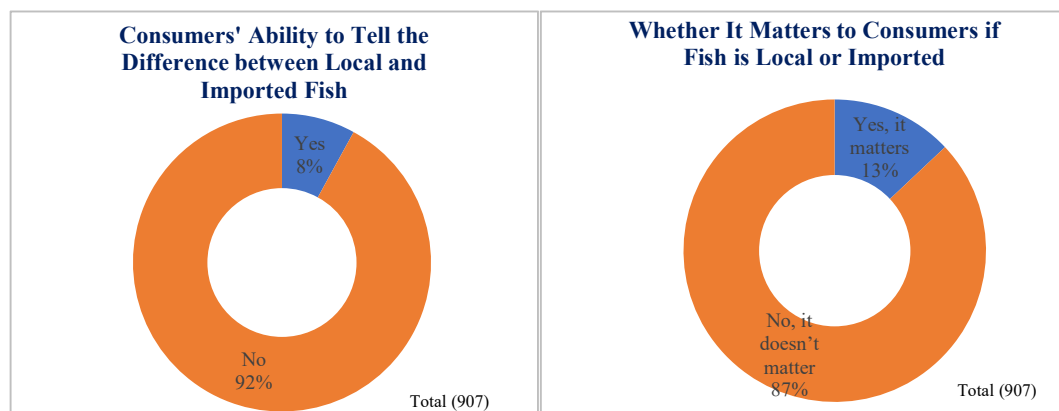 Consumers' Ability to Tell the
Difference between Local and
Imported Fish
Yes
8%
No
92%
Total (907)
Whether It Matters to Consumers if
Fish is Local or Imported
Yes, it
matters
13%
No, it
doesn’t
matter
87%
Total (907)